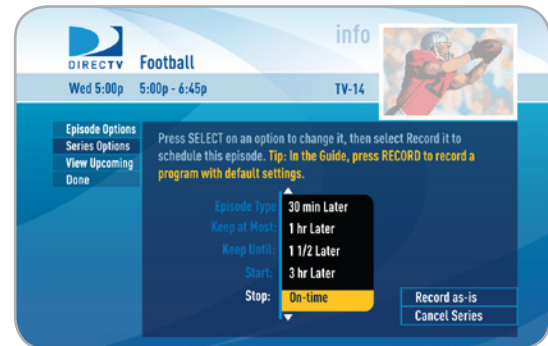 info
DIRECTV Football
Wed 5:00p 5:00p - 6:45p TV-14
Episode Options
Series Options
View Upcoming
Done
Press SELECT on an option to change it, then select Record it to
schedule this episode. Tip: In the Guide, press RECORD to record a
program with default settings.
Episode Type 30 min Later
Keep at Most: 1 hr Later
Keep Until: 1 1/2 Later
Start: 3 hr Later
Stop: On-time
Record as-is
Cancel Series